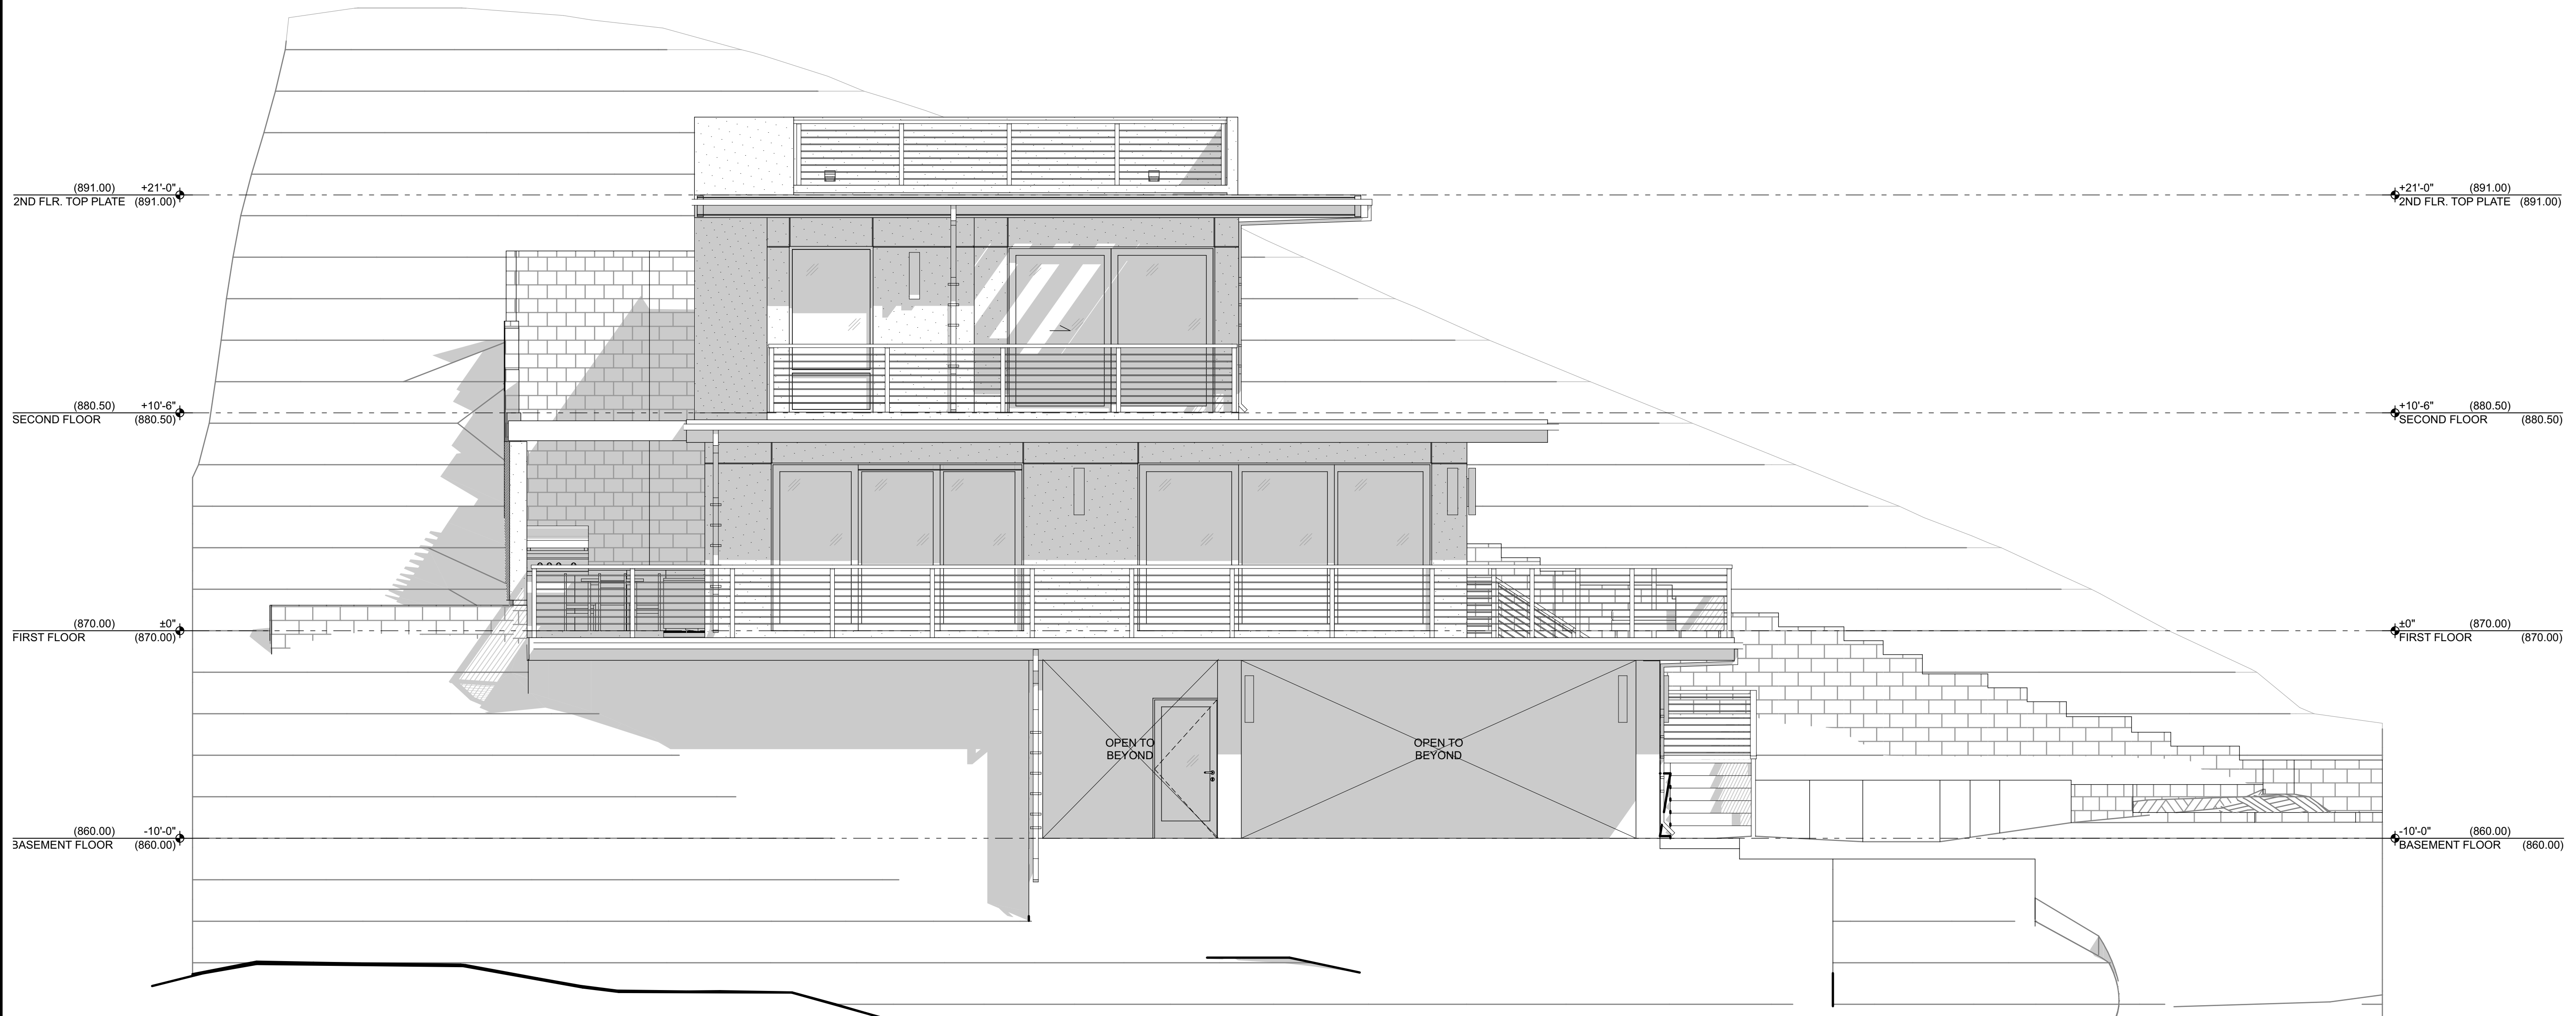 (891.00) +21'-0"
2ND FLR. TOP PLATE (891.00)
+21'-0" (891.00)
2ND FLR. TOP PLATE (891.00)
(880.50) +10'-6"
SECOND FLOOR (880.50)
+10'-6" (880.50)
SECOND FLOOR (880.50)
(870.00) ±0"
FIRST FLOOR (870.00)
±0" (870.00)
FIRST FLOOR (870.00)
OPEN TO
BEYOND
OPEN TO
BEYOND
(860.00) -10'-0"
BASEMENT FLOOR (860.00)
-10'-0" (860.00)
BASEMENT FLOOR (860.00)